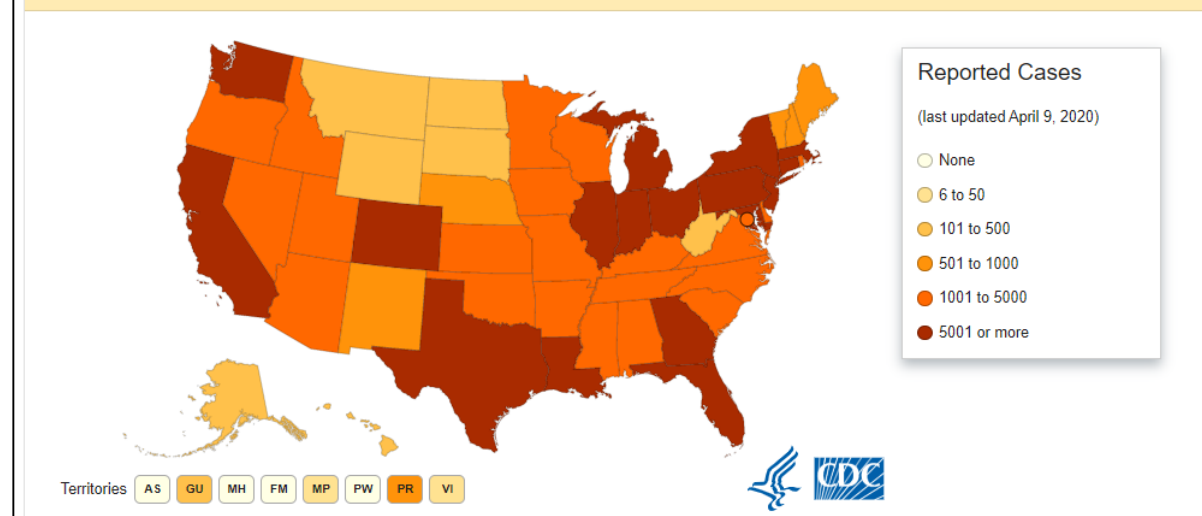 Reported Cases
(last updated April 9, 2020)
None
6 to 50
101 to 500
501 to 1000
1001 to 5000
5001 or more
Territories AS GU MH FM MP PW PR VI
CDC